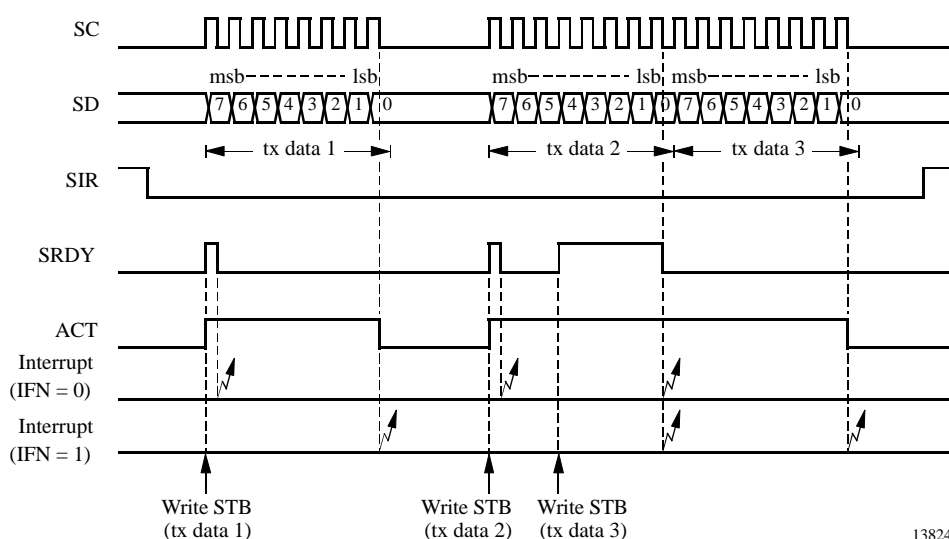 SC
msb lsb msb lsb msb lsb
SD 7 6 5 4 3 2 1 0 7 6 5 4 3 2 1 0 7 6 5 4 3 2 1 0
tx data 1 tx data 2 tx data 3
SIR
SRDY
ACT
Interrupt
(IFN = 0)
Interrupt
(IFN = 1)
Write STB Write STB Write STB
(tx data 1) (tx data 2) (tx data 3)
13824